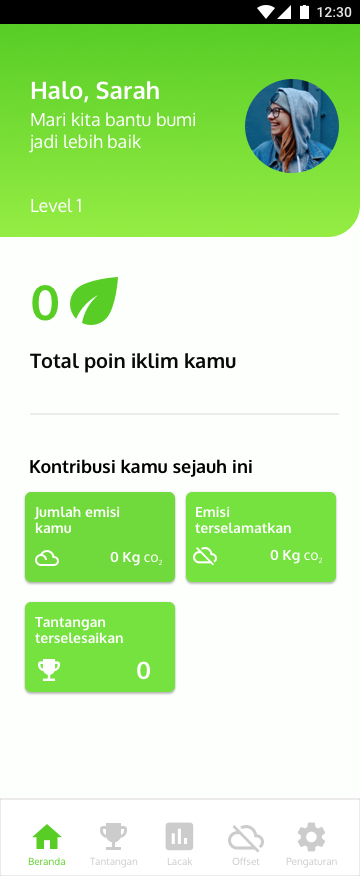 12:30
Halo, Sarah
Mari kita bantu bumi
jadi lebih baik
Level 1
0
Total poin iklim kamu
Kontribusi kamu sejauh ini
Jumlah emisi
kamu
0 Kg co₂
Emisi
terselamatkan
0 Kg co₂
Tantangan
terselesaikan
0
Beranda
Tantangan
Lacak
Offset
Pengaturan